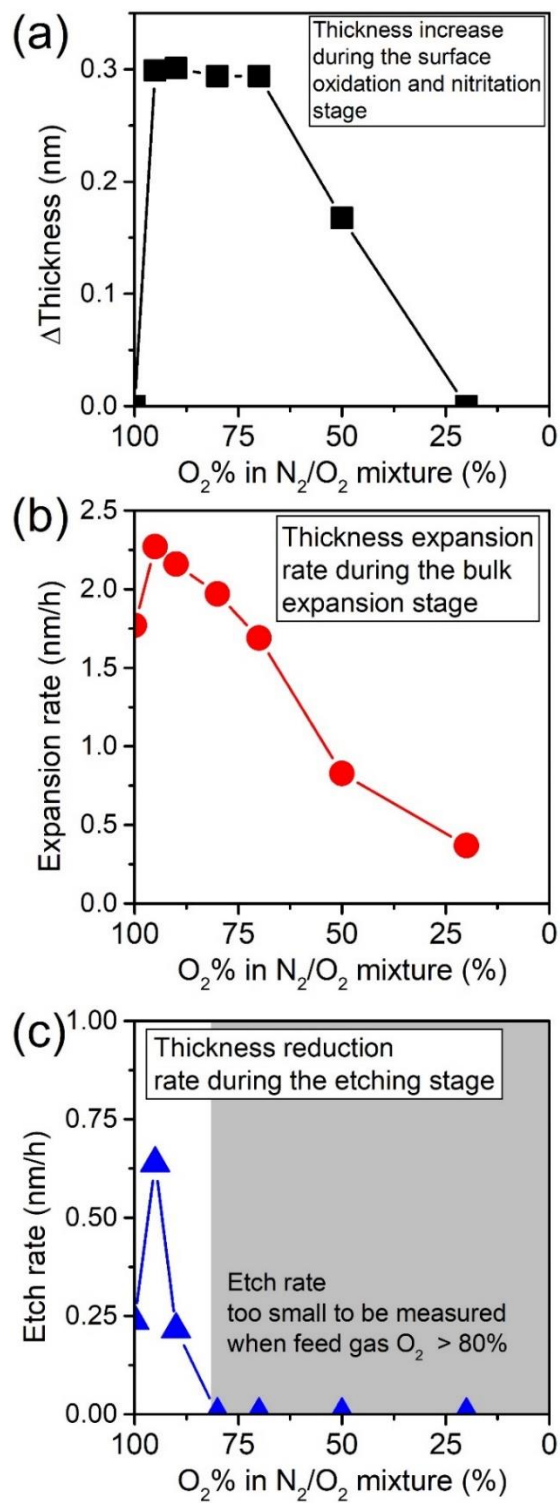 (a)
Thickness increase
during the surface
oxidation and nitritation
stage
ΔThickness (nm)
0.3
0.2
0.1
0.0
100 75 50 25 0
O₂% in N₂/O₂ mixture (%)
(b)
Thickness expansion
rate during the bulk
expansion stage
Expansion rate (nm/h)
2.5
2.0
1.5
1.0
0.5
0.0
100 75 50 25 0
O₂% in N₂/O₂ mixture (%)
(c)
Thickness reduction
rate during the etching stage
Etch rate (nm/h)
1.00
0.75
0.50
0.25
0.00
Etch rate
too small to be measured
when feed gas O₂ > 80%
100 75 50 25 0
O₂% in N₂/O₂ mixture (%)